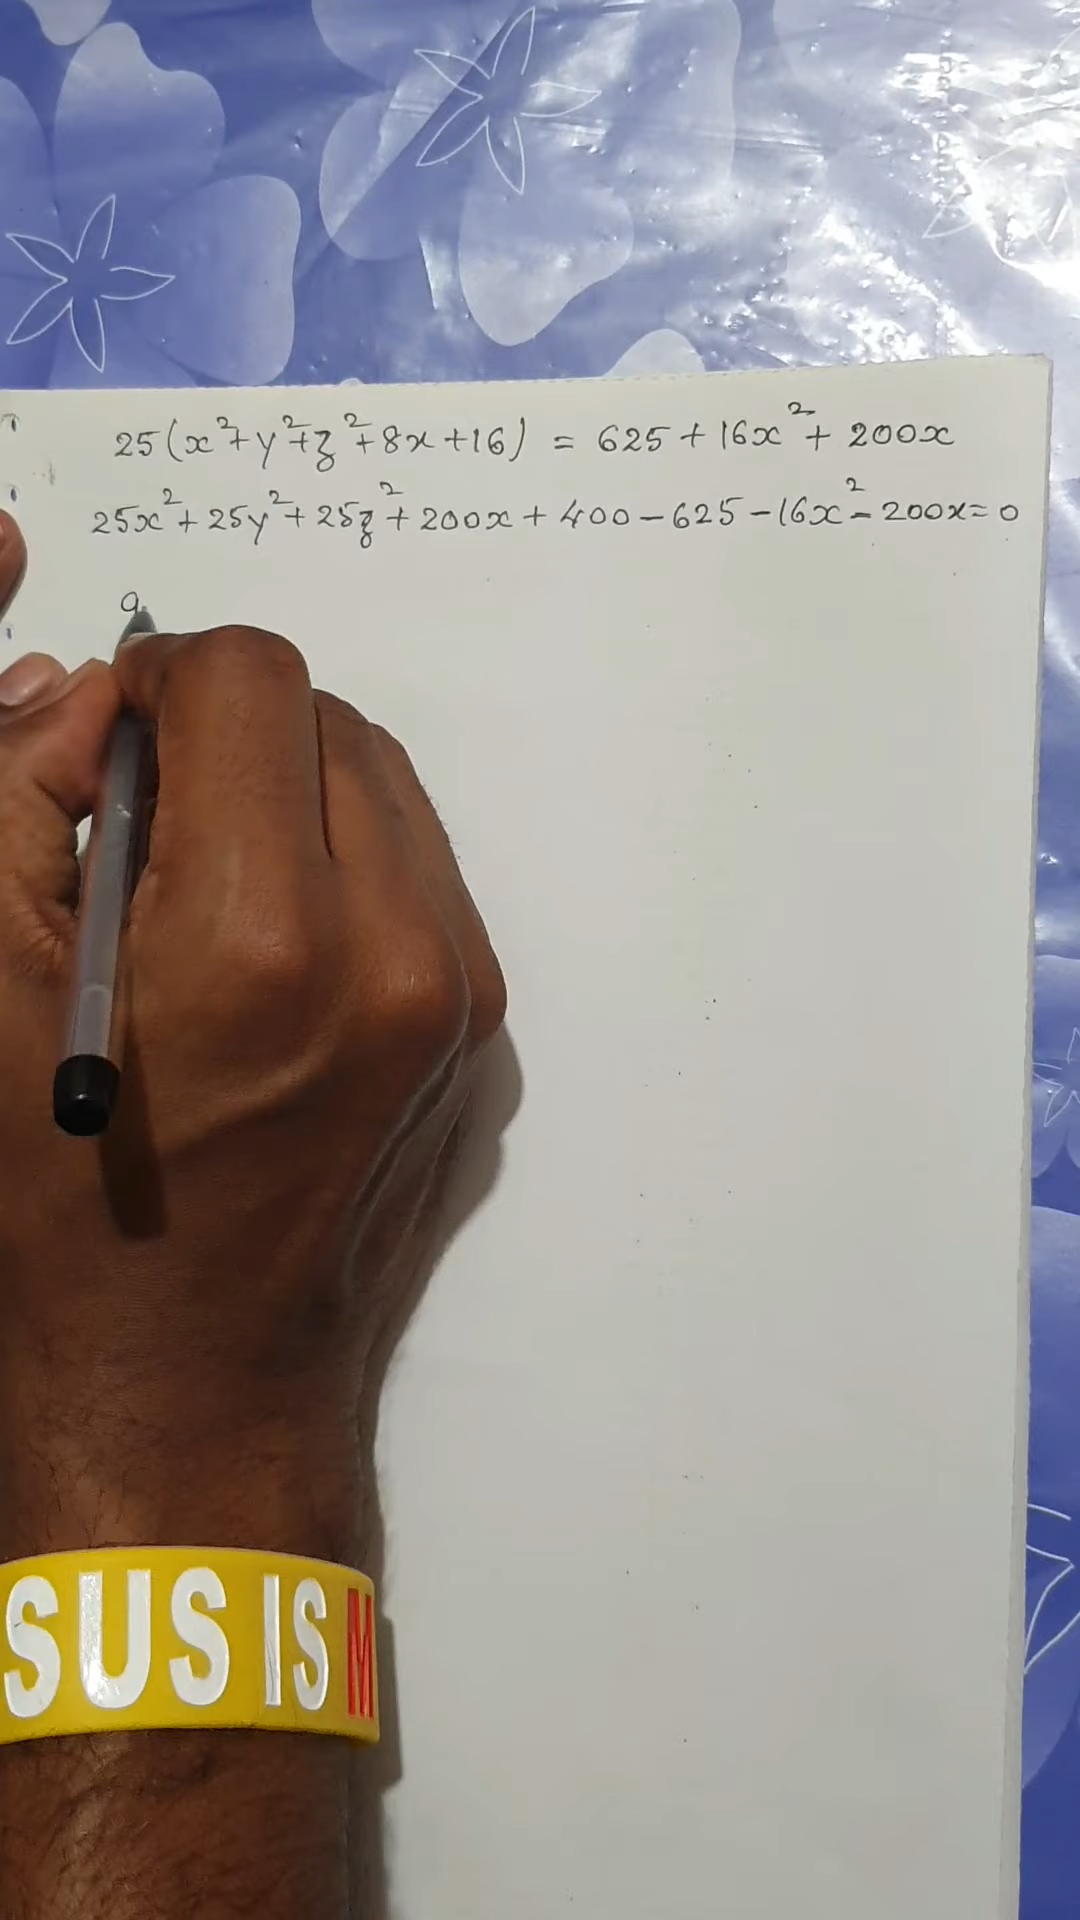 25(x²+y²+z²+8x+16) = 625+16x²+200x
25x²+25y²+25z²+200x+400-625-16x²-200x=0
9
SUS IS M